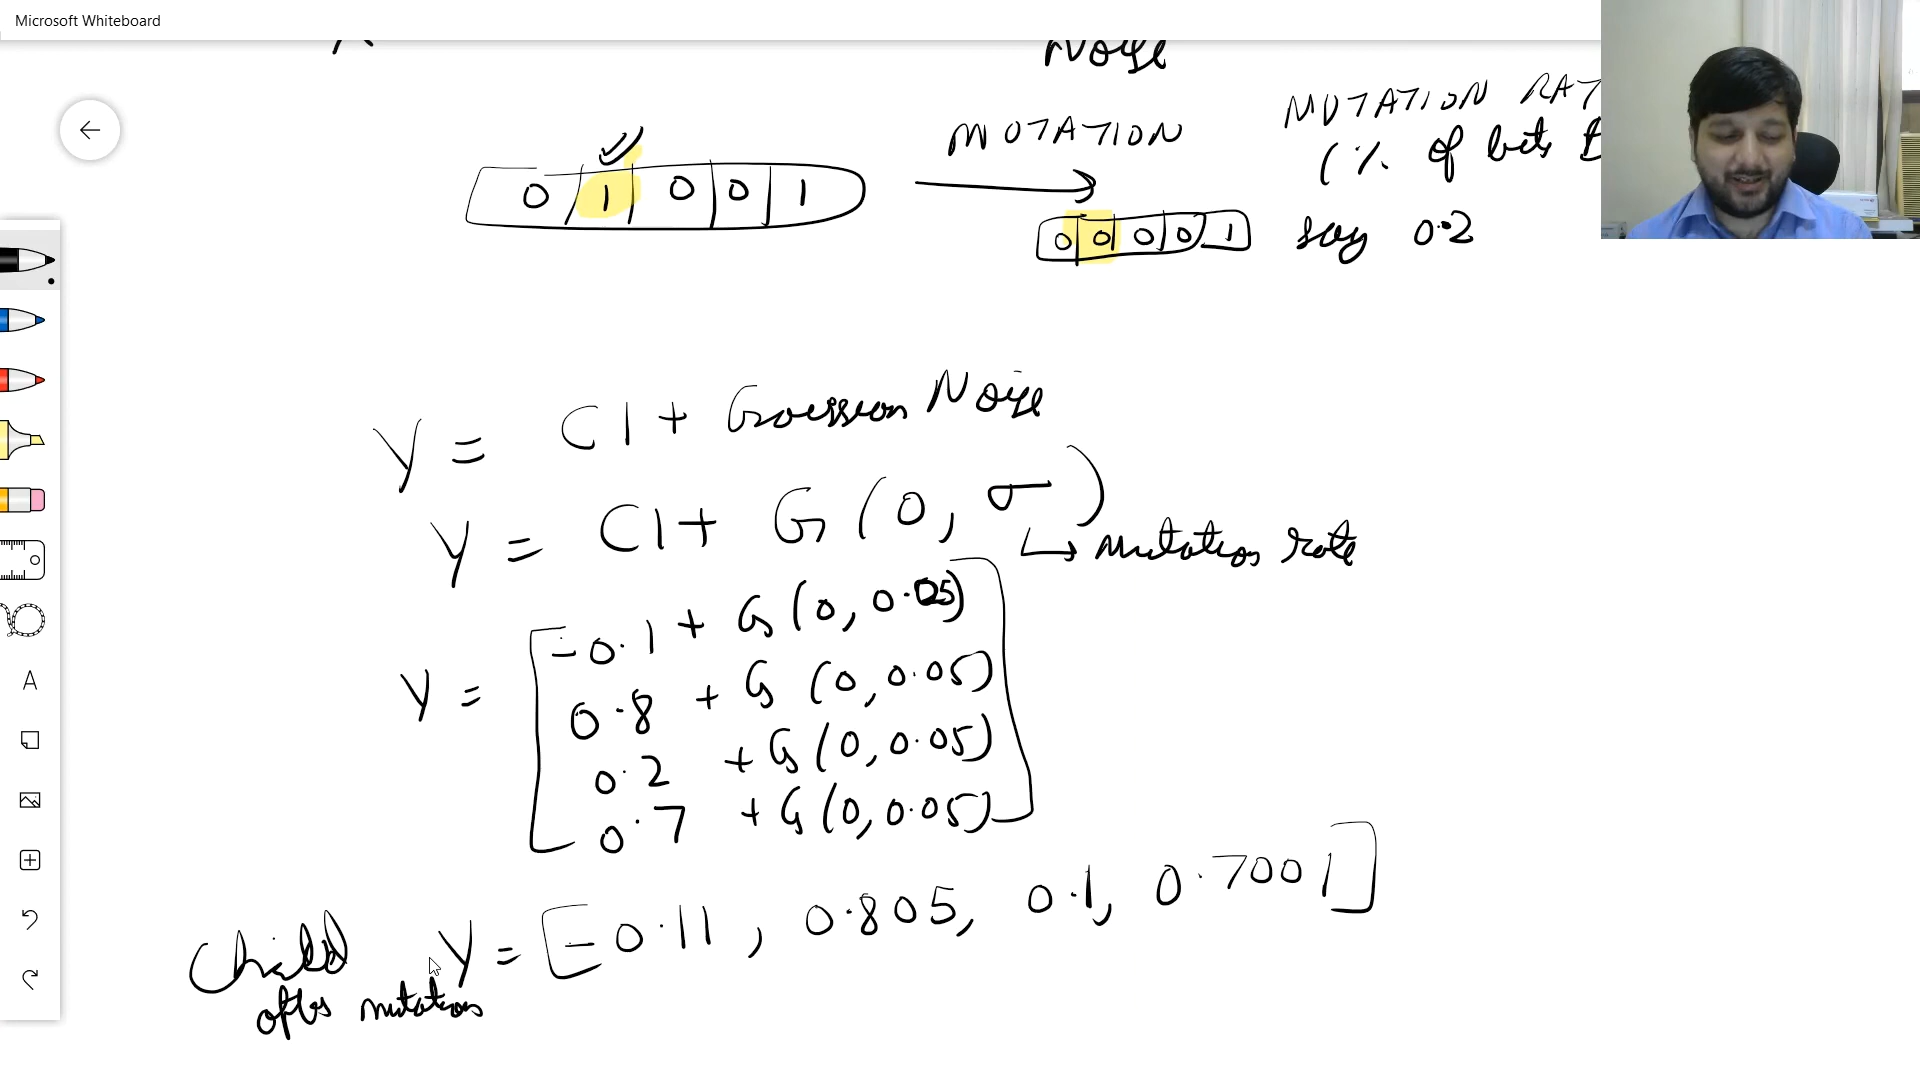 Microsoft Whiteboard
Noise
MUTATION RAT
MUTATION
(% of bits
0 1 0 0 1
0 0 0 0 1
say 0.2
Y = C1 + Gaussian Noise
Y = C1 + G (0, σ)
↳ mutation rate
Y =
-0.1 + G (0, 0.05)
0.8 + G (0, 0.05)
0.2 + G (0, 0.05)
0.7 + G (0, 0.05)
Child Y = [-0.11, 0.805, 0.1, 0.7001]
after mutation